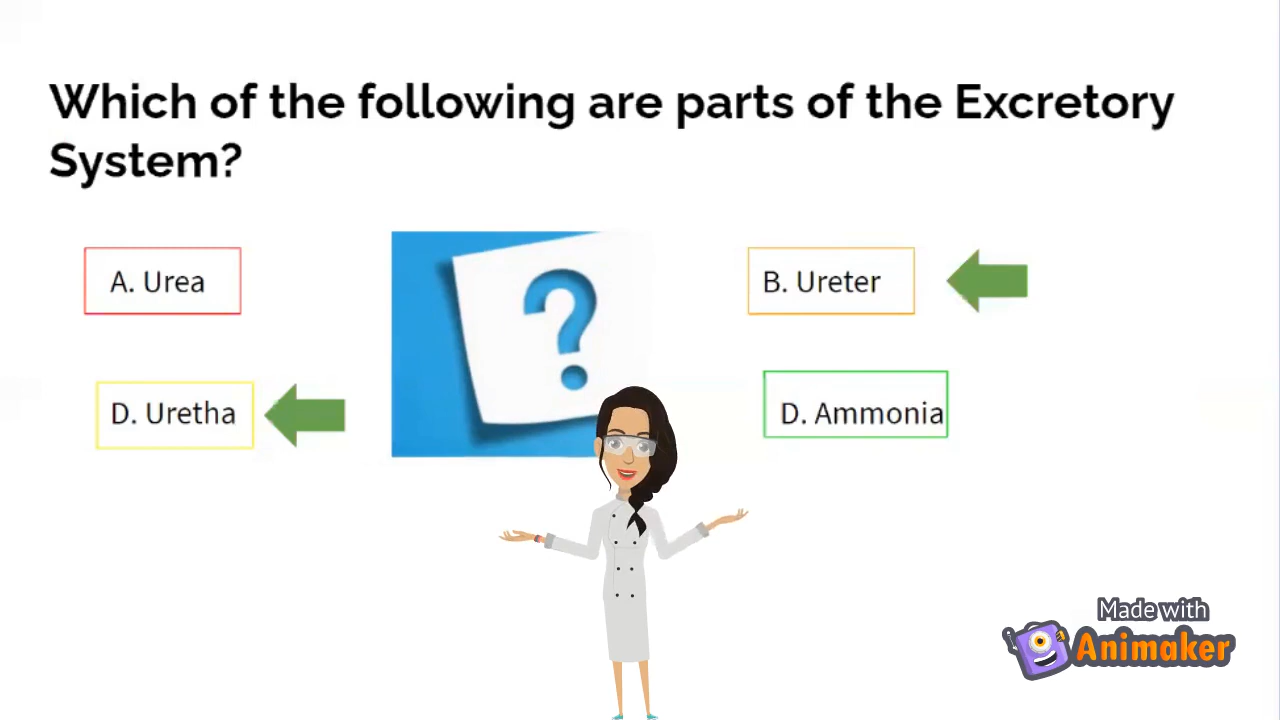 Which of the following are parts of the Excretory
System?
A. Urea
B. Ureter
D. Uretha
D. Ammonia
Made with
Animaker